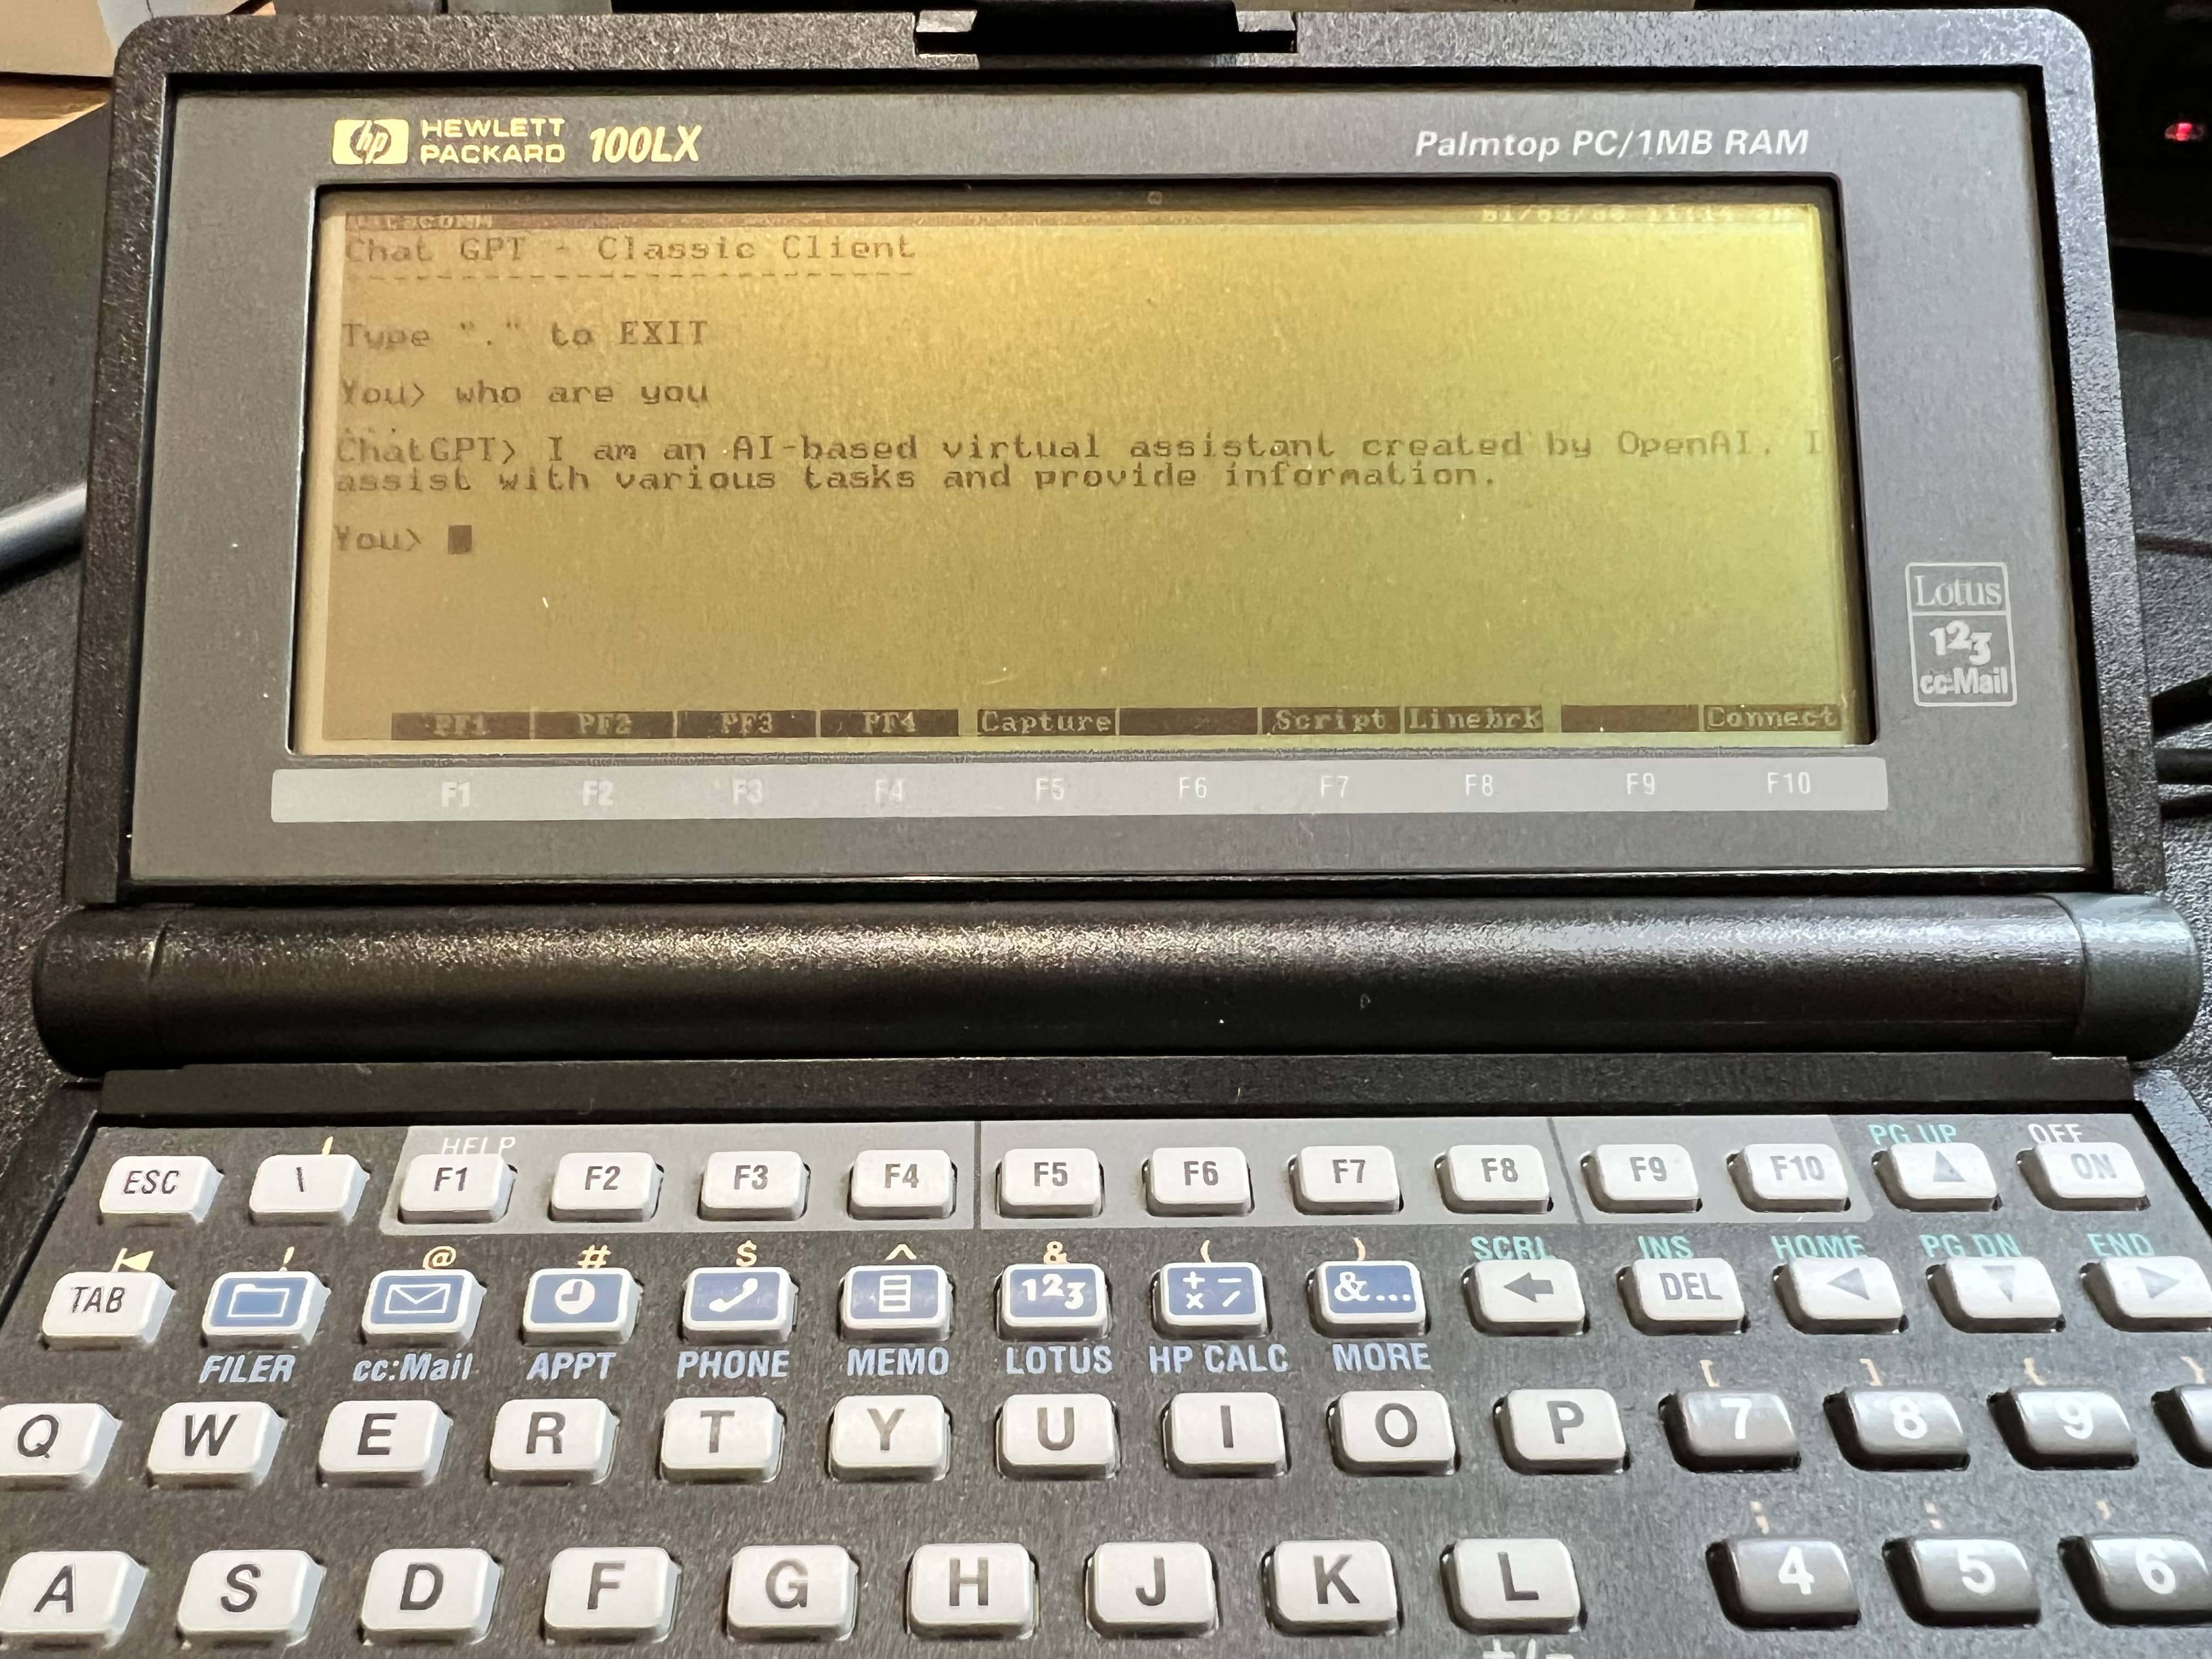 hp HEWLETT PACKARD 100LX
Palmtop PC/1MB RAM
Chat GPT - Classic Client
-------------------------
Type "." to EXIT
You> who are you
...
ChatGPT> I am an AI-based virtual assistant created by OpenAI. I
assist with various tasks and provide information.
You>
Lotus
123
cc:Mail
PF1 PF2 PF3 PF4 Capture Script Linebrk Connect
F1 F2 F3 F4 F5 F6 F7 F8 F9 F10
HELP PG UP OFF
ESC \ F1 F2 F3 F4 F5 F6 F7 F8 F9 F10 ON
! @ # $ ^ & ( ) SCRL INS HOME PG DN END
TAB 123 + - × ÷ &... DEL
FILER cc:Mail APPT PHONE MEMO LOTUS HP CALC MORE
[ ] {
Q W E R T Y U I O P 7 8 9
; :
A S D F G H J K L 4 5 6